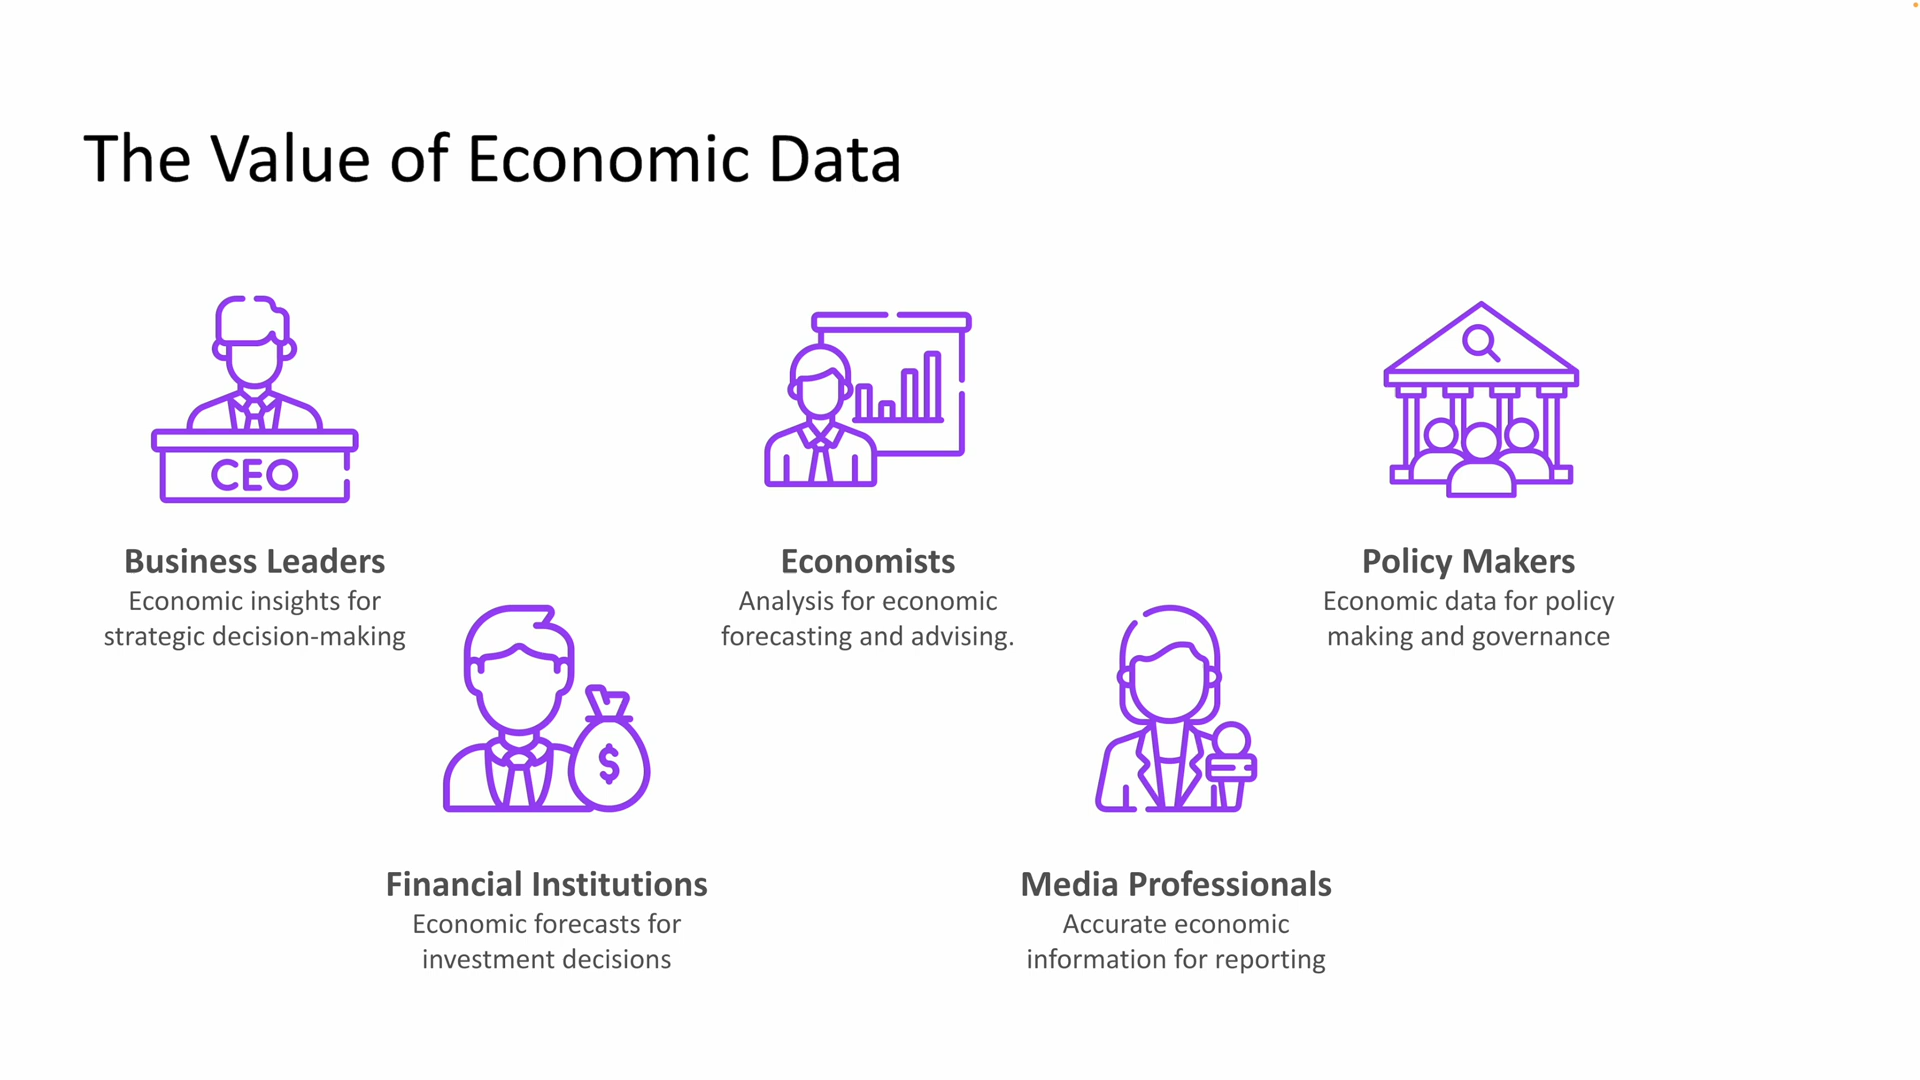 The Value of Economic Data
CEO
Business Leaders
Economic insights for
strategic decision-making
Economists
Analysis for economic
forecasting and advising.
Policy Makers
Economic data for policy
making and governance
$
Financial Institutions
Economic forecasts for
investment decisions
Media Professionals
Accurate economic
information for reporting